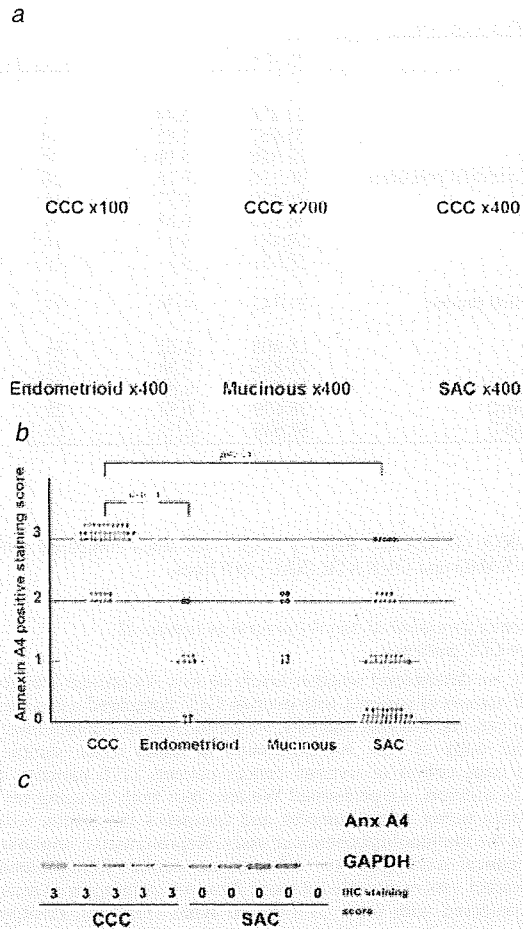 a
CCC x100 CCC x200 CCC x400
Endometrioid x400 Mucinous x400 SAC x400
b
Annexin A4 positive staining score
3
2
1
0
CCC Endometrioid Mucinous SAC
c
Anx A4
GAPDH
3 3 3 3 3 0 0 0 0 0 IHC staining
score
CCC SAC